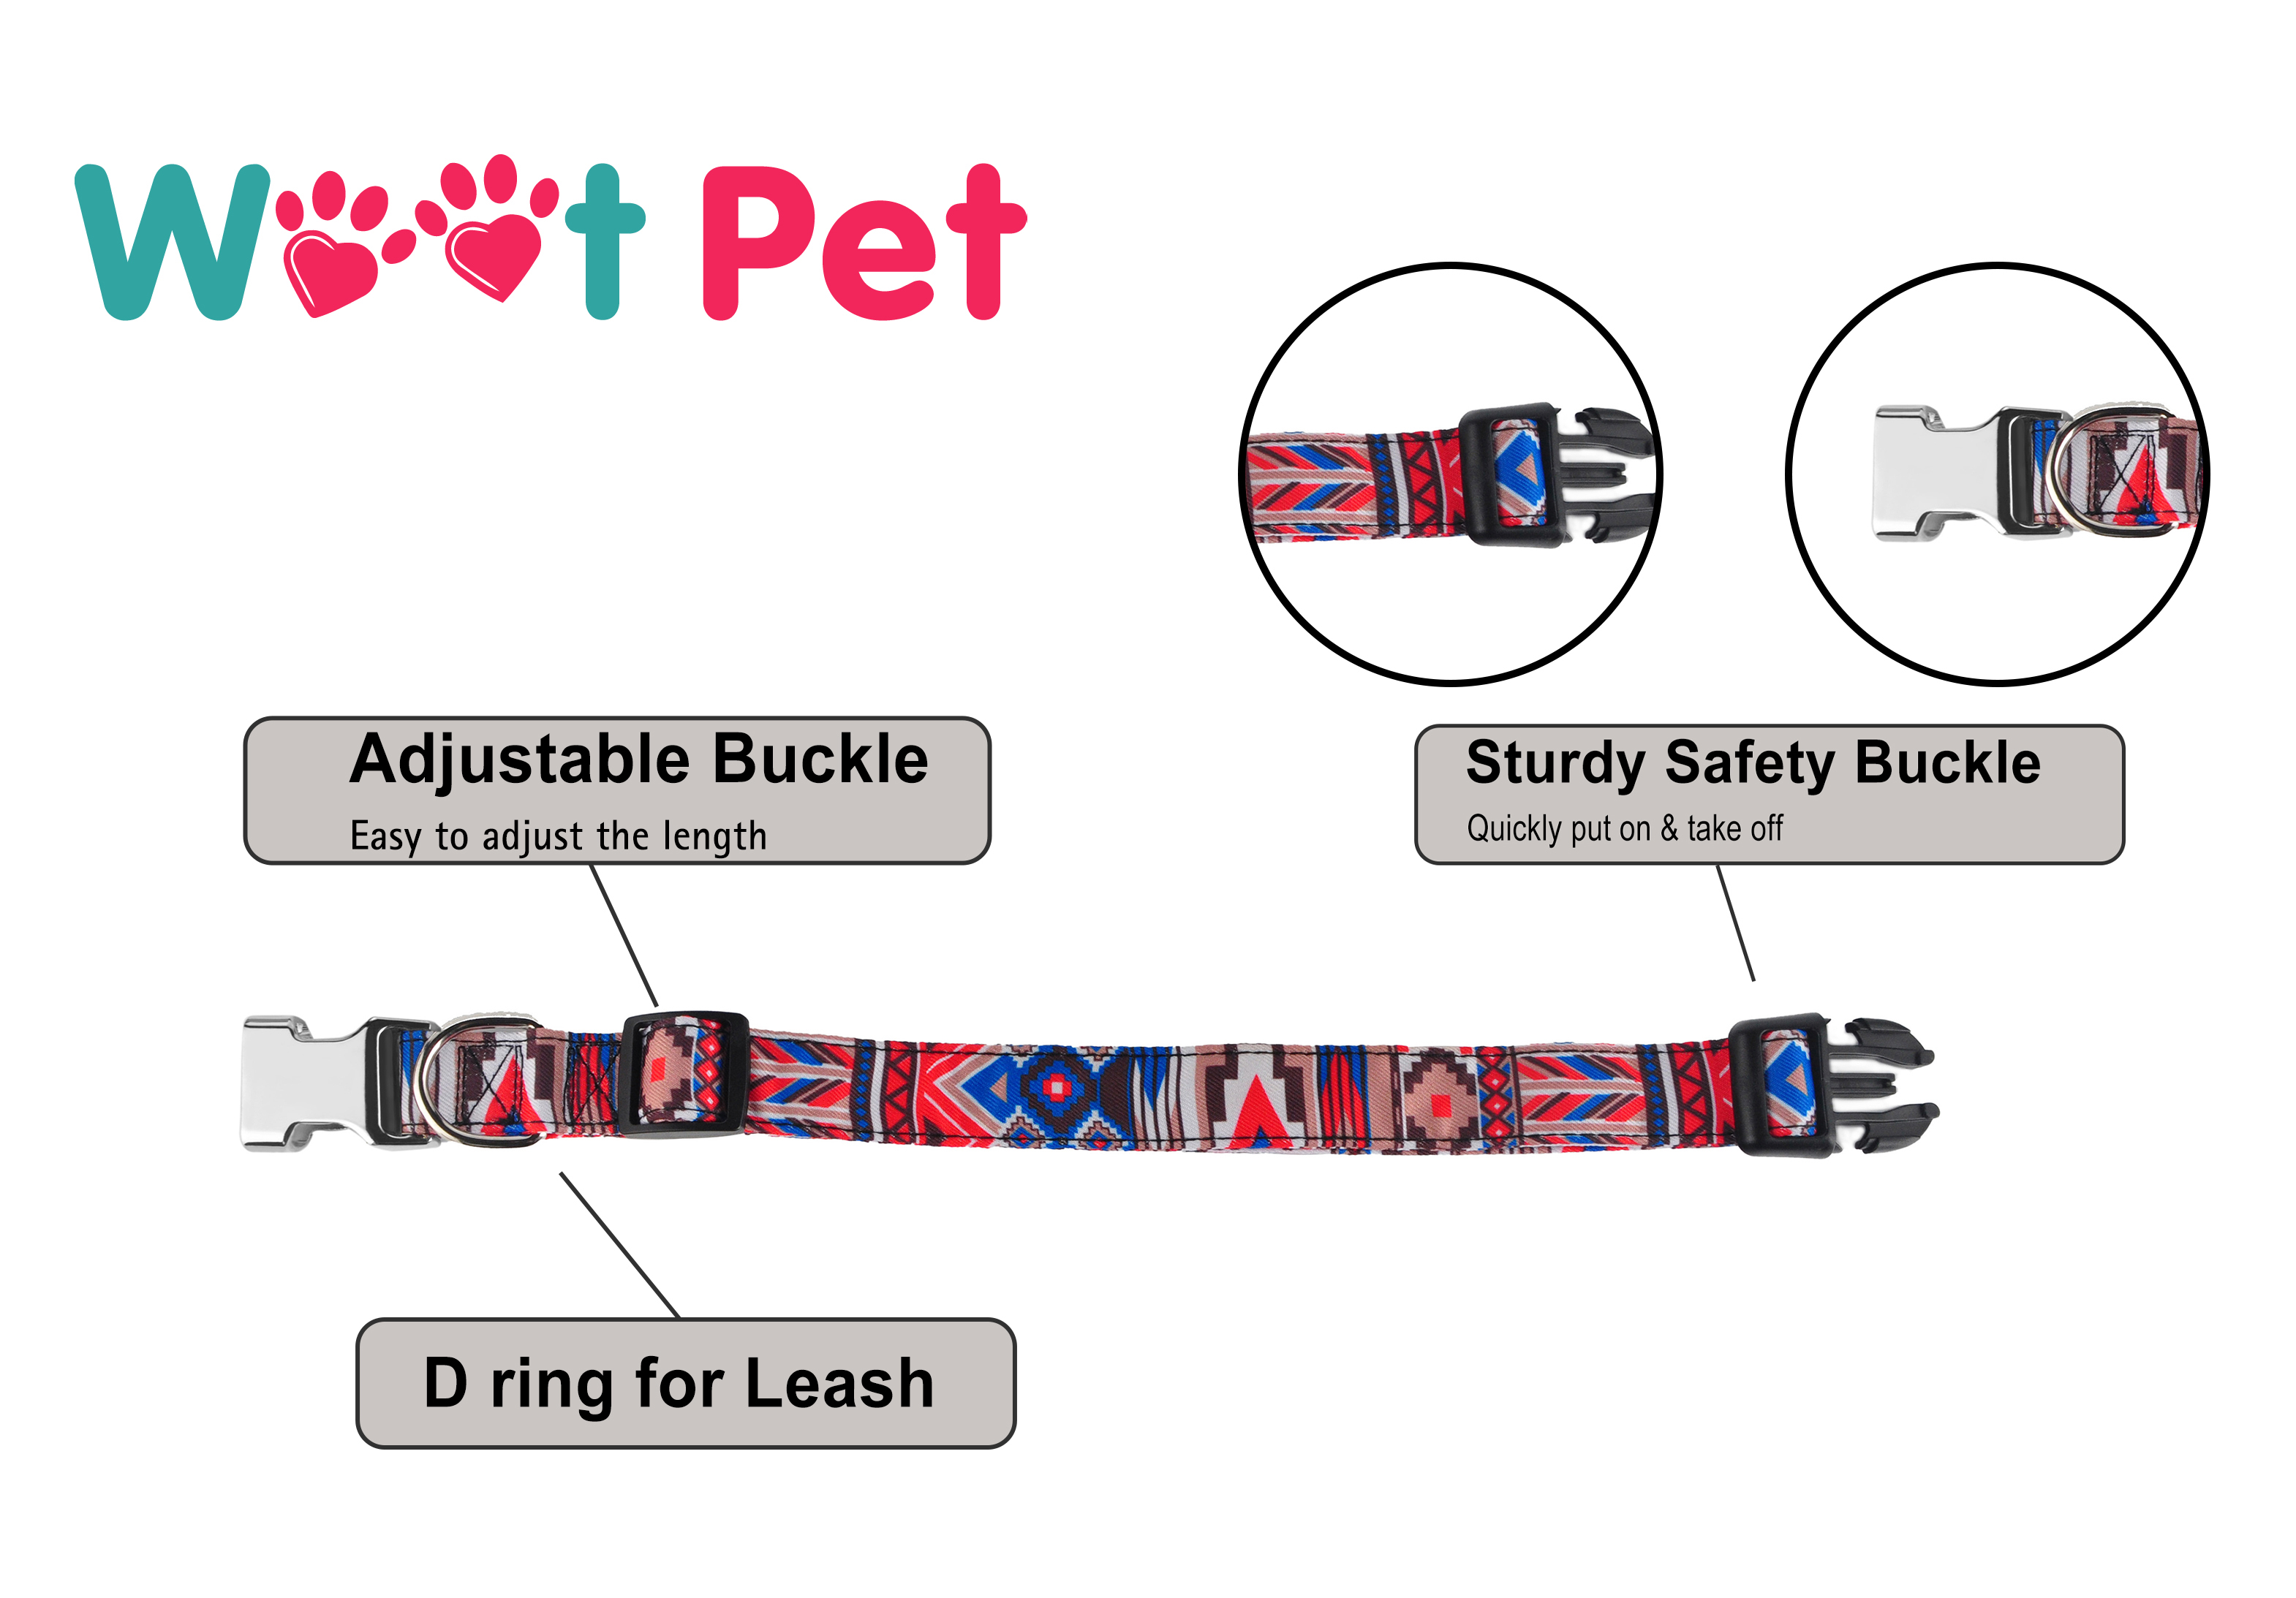 Woot Pet
Adjustable Buckle
Easy to adjust the length
Sturdy Safety Buckle
Quickly put on & take off
D ring for Leash